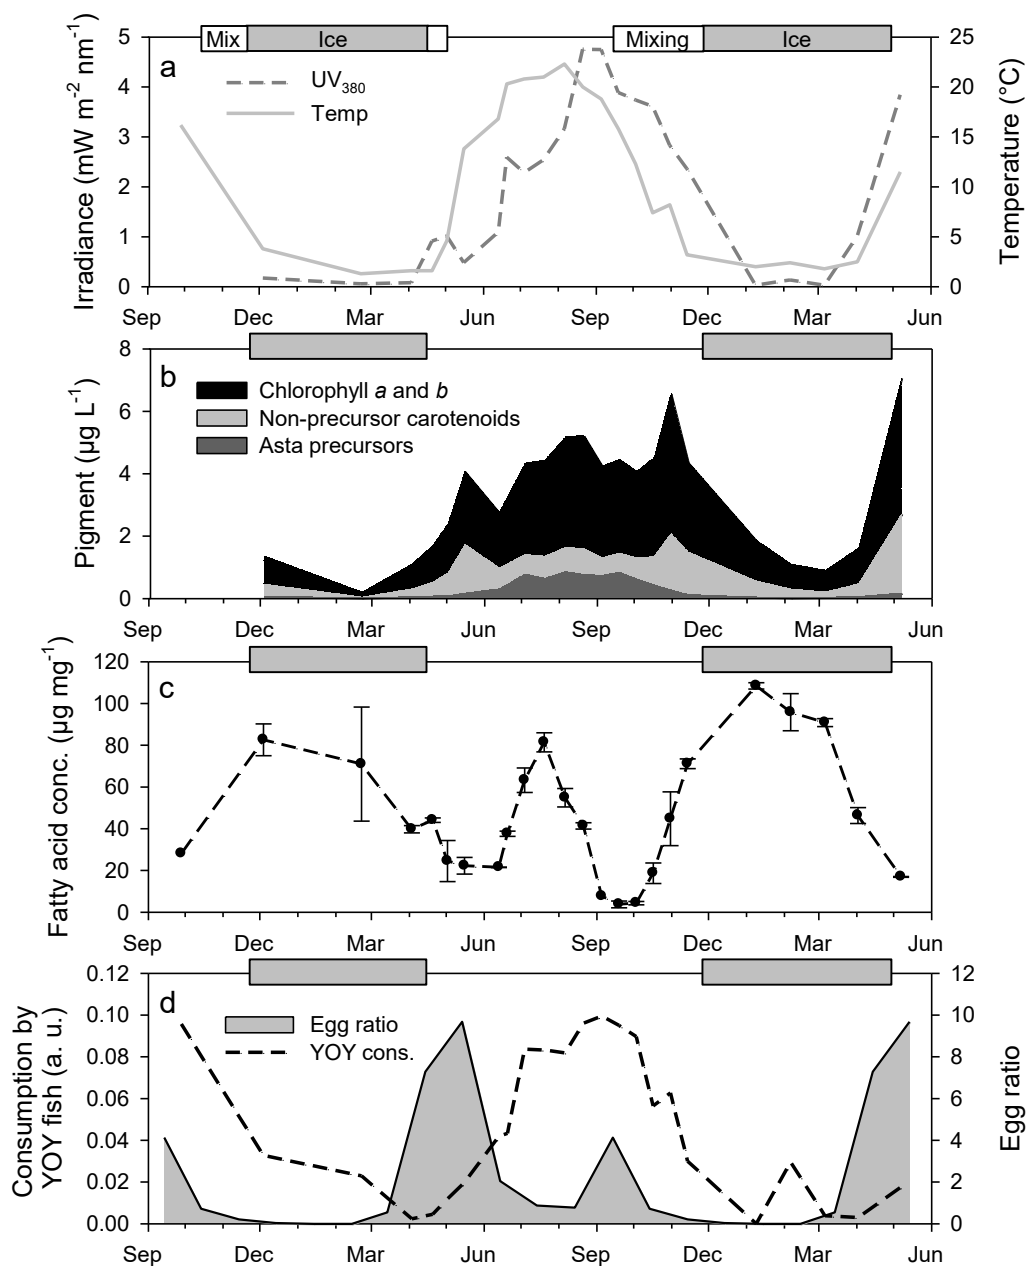 Mix Ice Mixing Ice
a
UV380
Temp
5
4
3
2
1
0
Irradiance (mW m-2 nm-1)
25
20
15
10
5
0
Temperature (°C)
Sep Dec Mar Jun Sep Dec Mar Jun
b
Chlorophyll a and b
Non-precursor carotenoids
Asta precursors
8
6
4
2
0
Pigment (µg L-1)
Sep Dec Mar Jun Sep Dec Mar Jun
c
120
100
80
60
40
20
0
Fatty acid conc. (µg mg-1)
Sep Dec Mar Jun Sep Dec Mar Jun
d
Egg ratio
YOY cons.
0.12
0.10
0.08
0.06
0.04
0.02
0.00
Consumption by
YOY fish (a. u.)
12
10
8
6
4
2
0
Egg ratio
Sep Dec Mar Jun Sep Dec Mar Jun